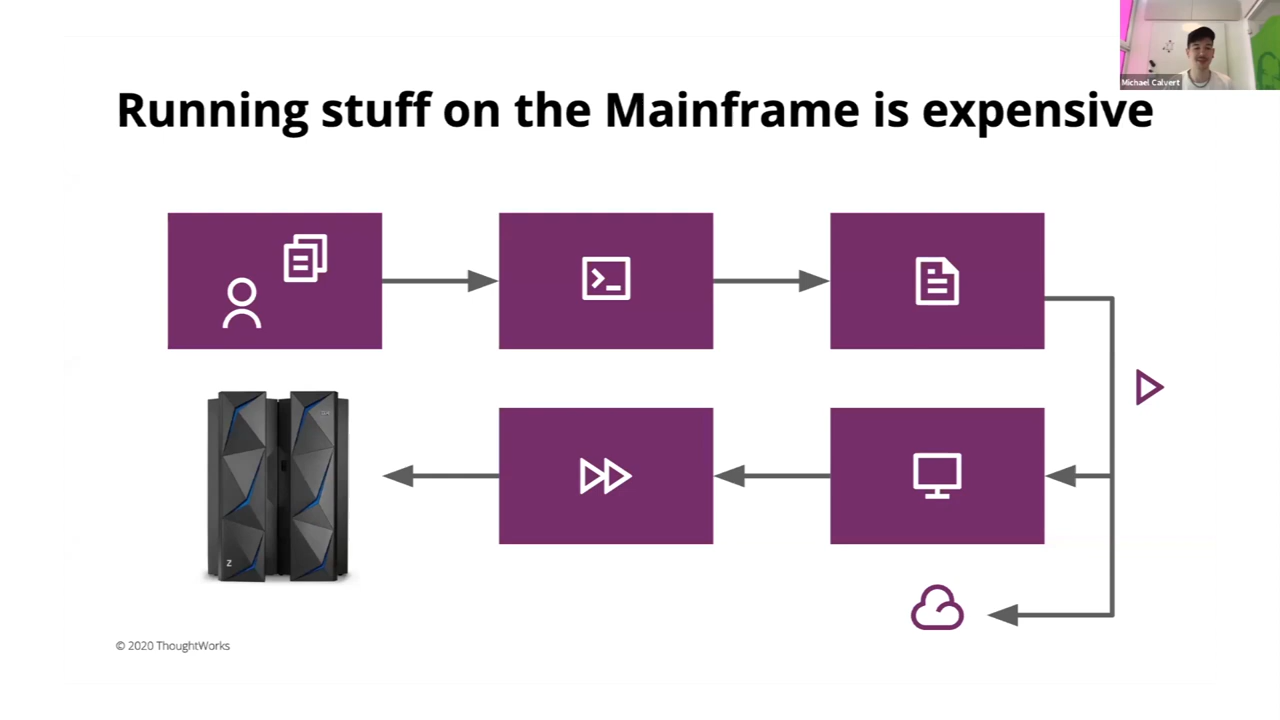 Michael Calvert
Running stuff on the Mainframe is expensive
Z
© 2020 ThoughtWorks